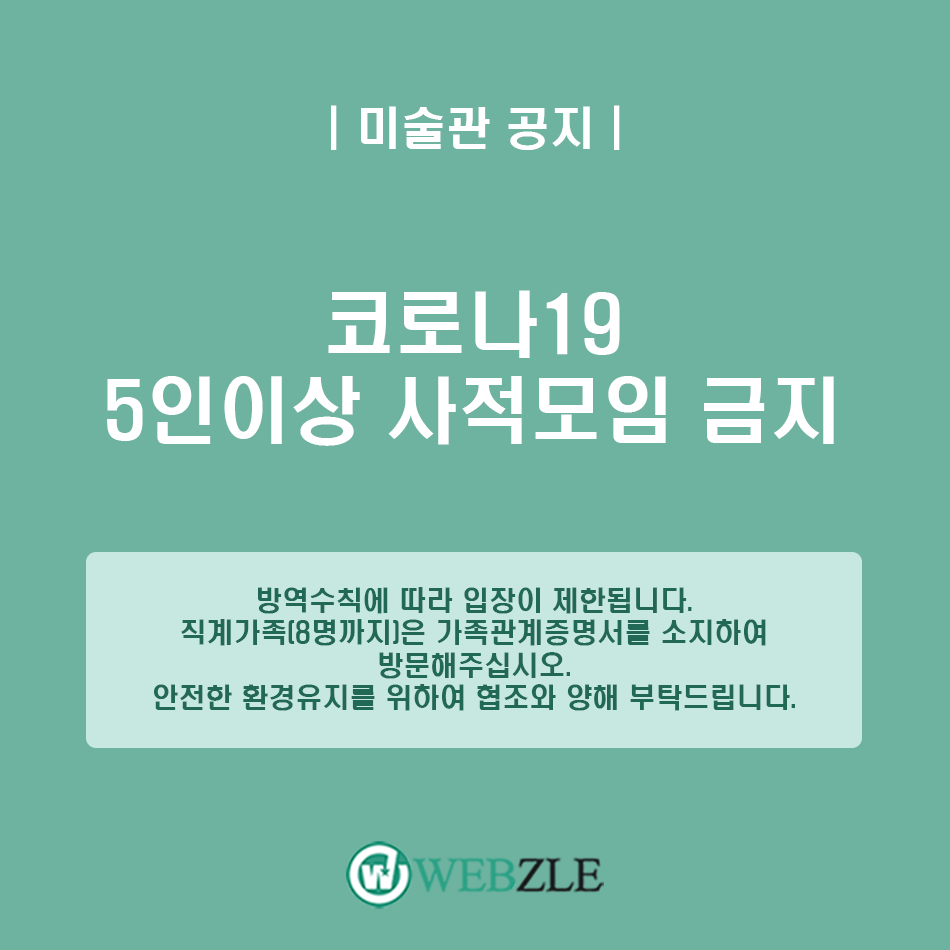 | 미술관 공지 |
코로나19
5인이상 사적모임 금지
방역수칙에 따라 입장이 제한됩니다.
직계가족(8명까지)은 가족관계증명서를 소지하여
방문해주십시오.
안전한 환경유지를 위하여 협조와 양해 부탁드립니다.
W WEBZLE